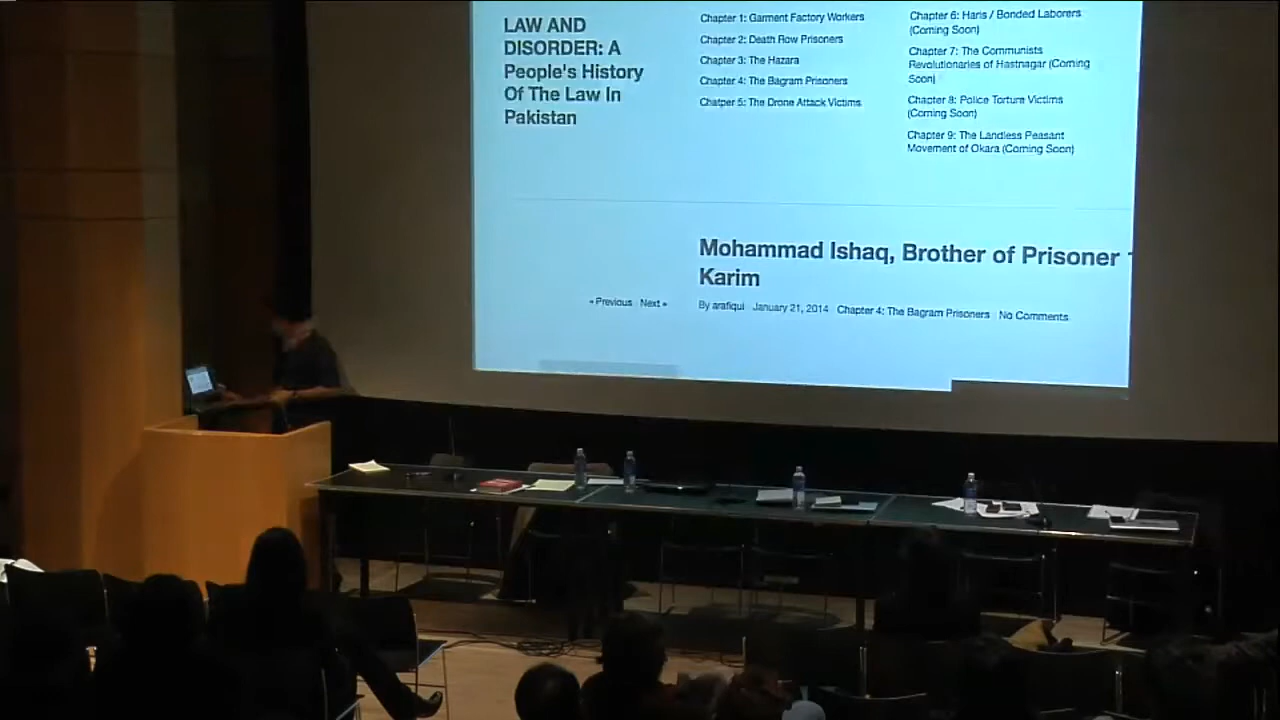 LAW AND
DISORDER: A
People's History
Of The Law In
Pakistan
Chapter 1: Garment Factory Workers
Chapter 2: Death Row Prisoners
Chapter 3: The Hazara
Chapter 4: The Bagram Prisoners
Chatper 5: The Drone Attack Victims
Chapter 6: Haris / Bonded Laborers
(Coming Soon)
Chapter 7: The Communists
Revolutionaries of Hastnagar (Coming
Soon)
Chapter 8: Police Torture Victims
(Coming Soon)
Chapter 9: The Landless Peasant
Movement of Okara (Coming Soon)
Mohammad Ishaq, Brother of Prisoner
Karim
« Previous Next »
By arafiqui January 21, 2014 Chapter 4: The Bagram Prisoners No Comments